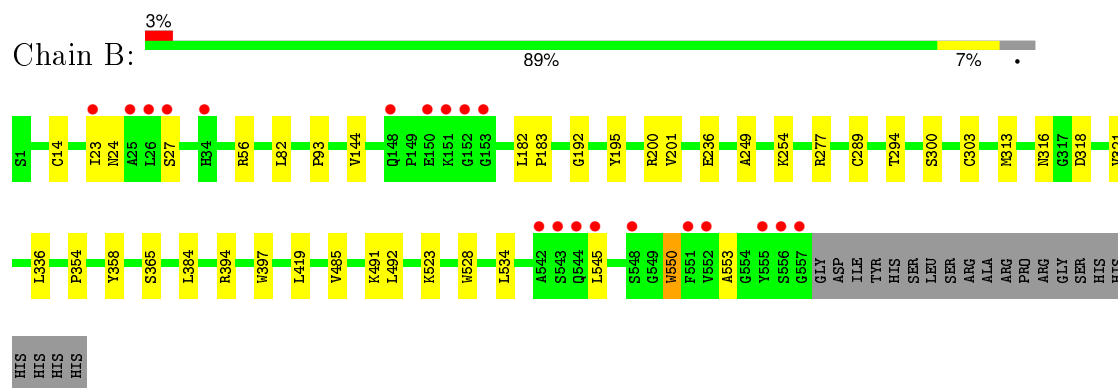 3%
Chain B:
89% 7% •
S1 C14 I23 N24 A25 L26 S27 H34 R56 L82 P93 V144 Q148 P149 E150 K151 G152 G153 L182 P183 G192 Y195 R200 V201 E236 A249 K254 R277 C289 T294 S300 C303 M313 N316 G317 D318
L336 P354 Y358 S365 L384 R394 W397 L419 V485 K491 L492 K523 W528 L534 A542 S543 Q544 L545 S548 G549 W550 F551 V552 A553 G554 Y555 S556 G557 GLY ASP ILE TYR HIS SER LEU SER ARG ALA ARG PRO ARG GLY SER HIS HIS
HIS HIS HIS HIS